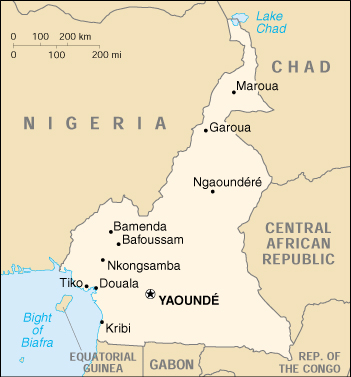 Lake
Chad
0 100 200 km
0 100 200 mi
CHAD
Maroua
NIGERIA
Garoua
Ngaoundéré
Bamenda
Bafoussam
CENTRAL
AFRICAN
REPUBLIC
Nkongsamba
Tiko
Douala
YAOUNDÉ
Bight
of
Biafra
Kribi
EQUATORIAL
GUINEA
GABON
REP. OF
THE CONGO